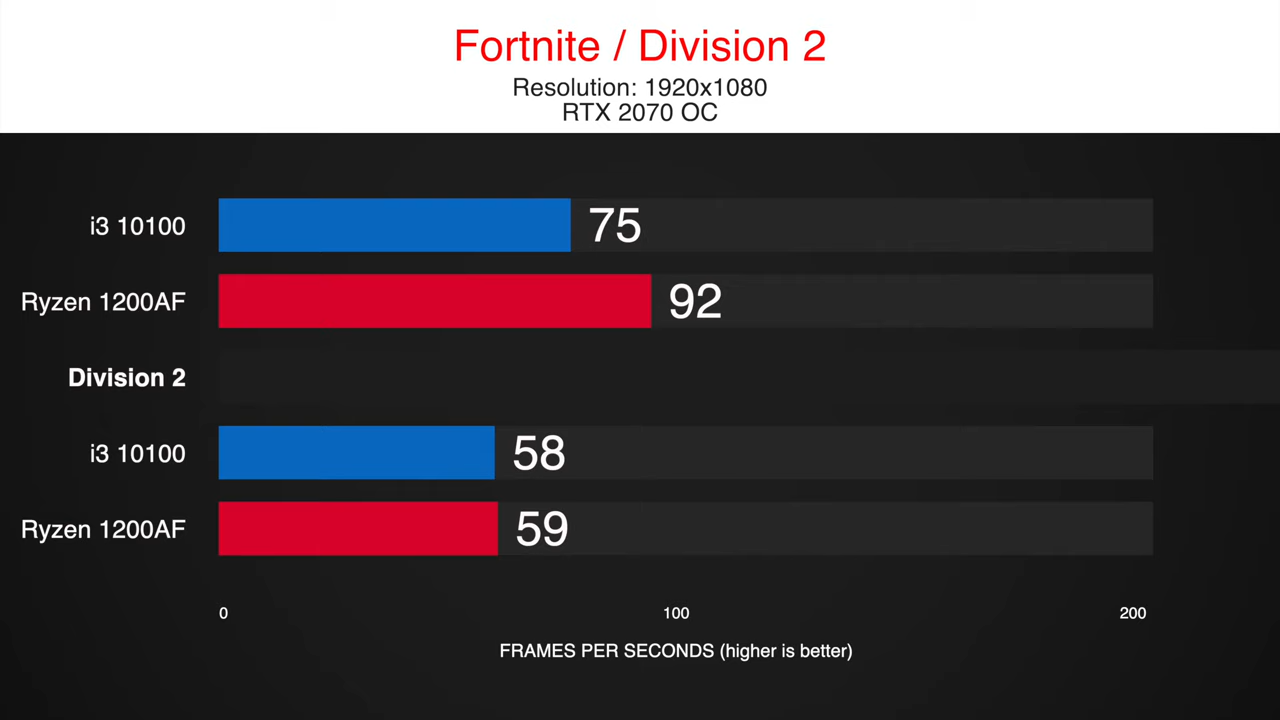 Fortnite / Division 2
Resolution: 1920x1080
RTX 2070 OC
i3 10100 75
Ryzen 1200AF 92
Division 2
i3 10100 58
Ryzen 1200AF 59
0 100 200
FRAMES PER SECONDS (higher is better)